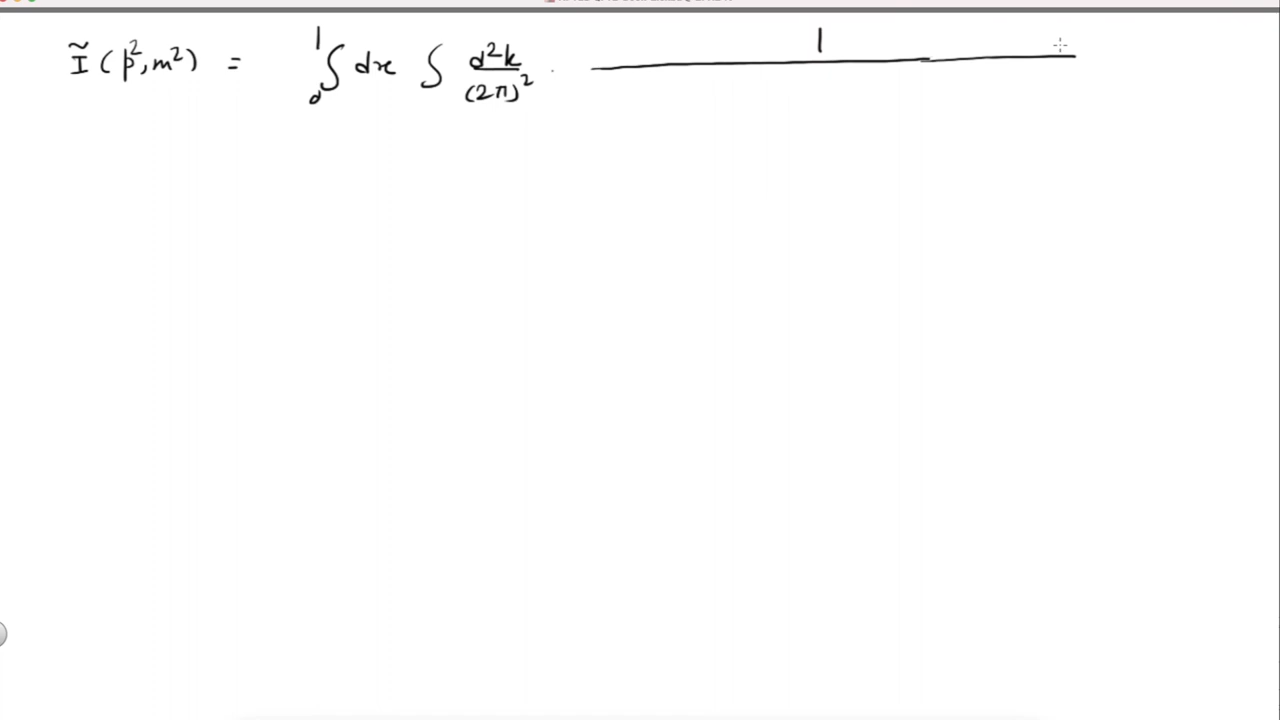 Ĩ(p²,m²) = ∫₀¹ dx ∫ d²k/(2π)² · 1/